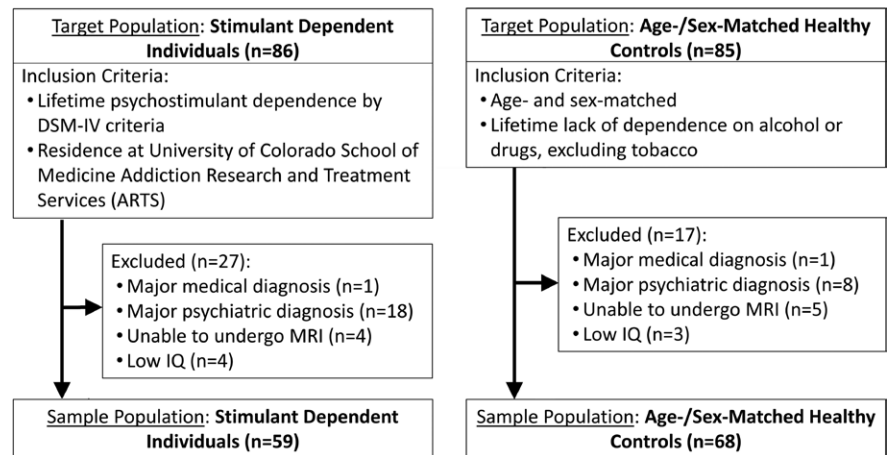 Target Population: Stimulant Dependent
Individuals (n=86)
Inclusion Criteria:
• Lifetime psychostimulant dependence by
DSM-IV criteria
• Residence at University of Colorado School of
Medicine Addiction Research and Treatment
Services (ARTS)
Excluded (n=27):
• Major medical diagnosis (n=1)
• Major psychiatric diagnosis (n=18)
• Unable to undergo MRI (n=4)
• Low IQ (n=4)
Sample Population: Stimulant Dependent
Individuals (n=59)
Target Population: Age-/Sex-Matched Healthy
Controls (n=85)
Inclusion Criteria:
• Age- and sex-matched
• Lifetime lack of dependence on alcohol or
drugs, excluding tobacco
Excluded (n=17):
• Major medical diagnosis (n=1)
• Major psychiatric diagnosis (n=8)
• Unable to undergo MRI (n=5)
• Low IQ (n=3)
Sample Population: Age-/Sex-Matched Healthy
Controls (n=68)